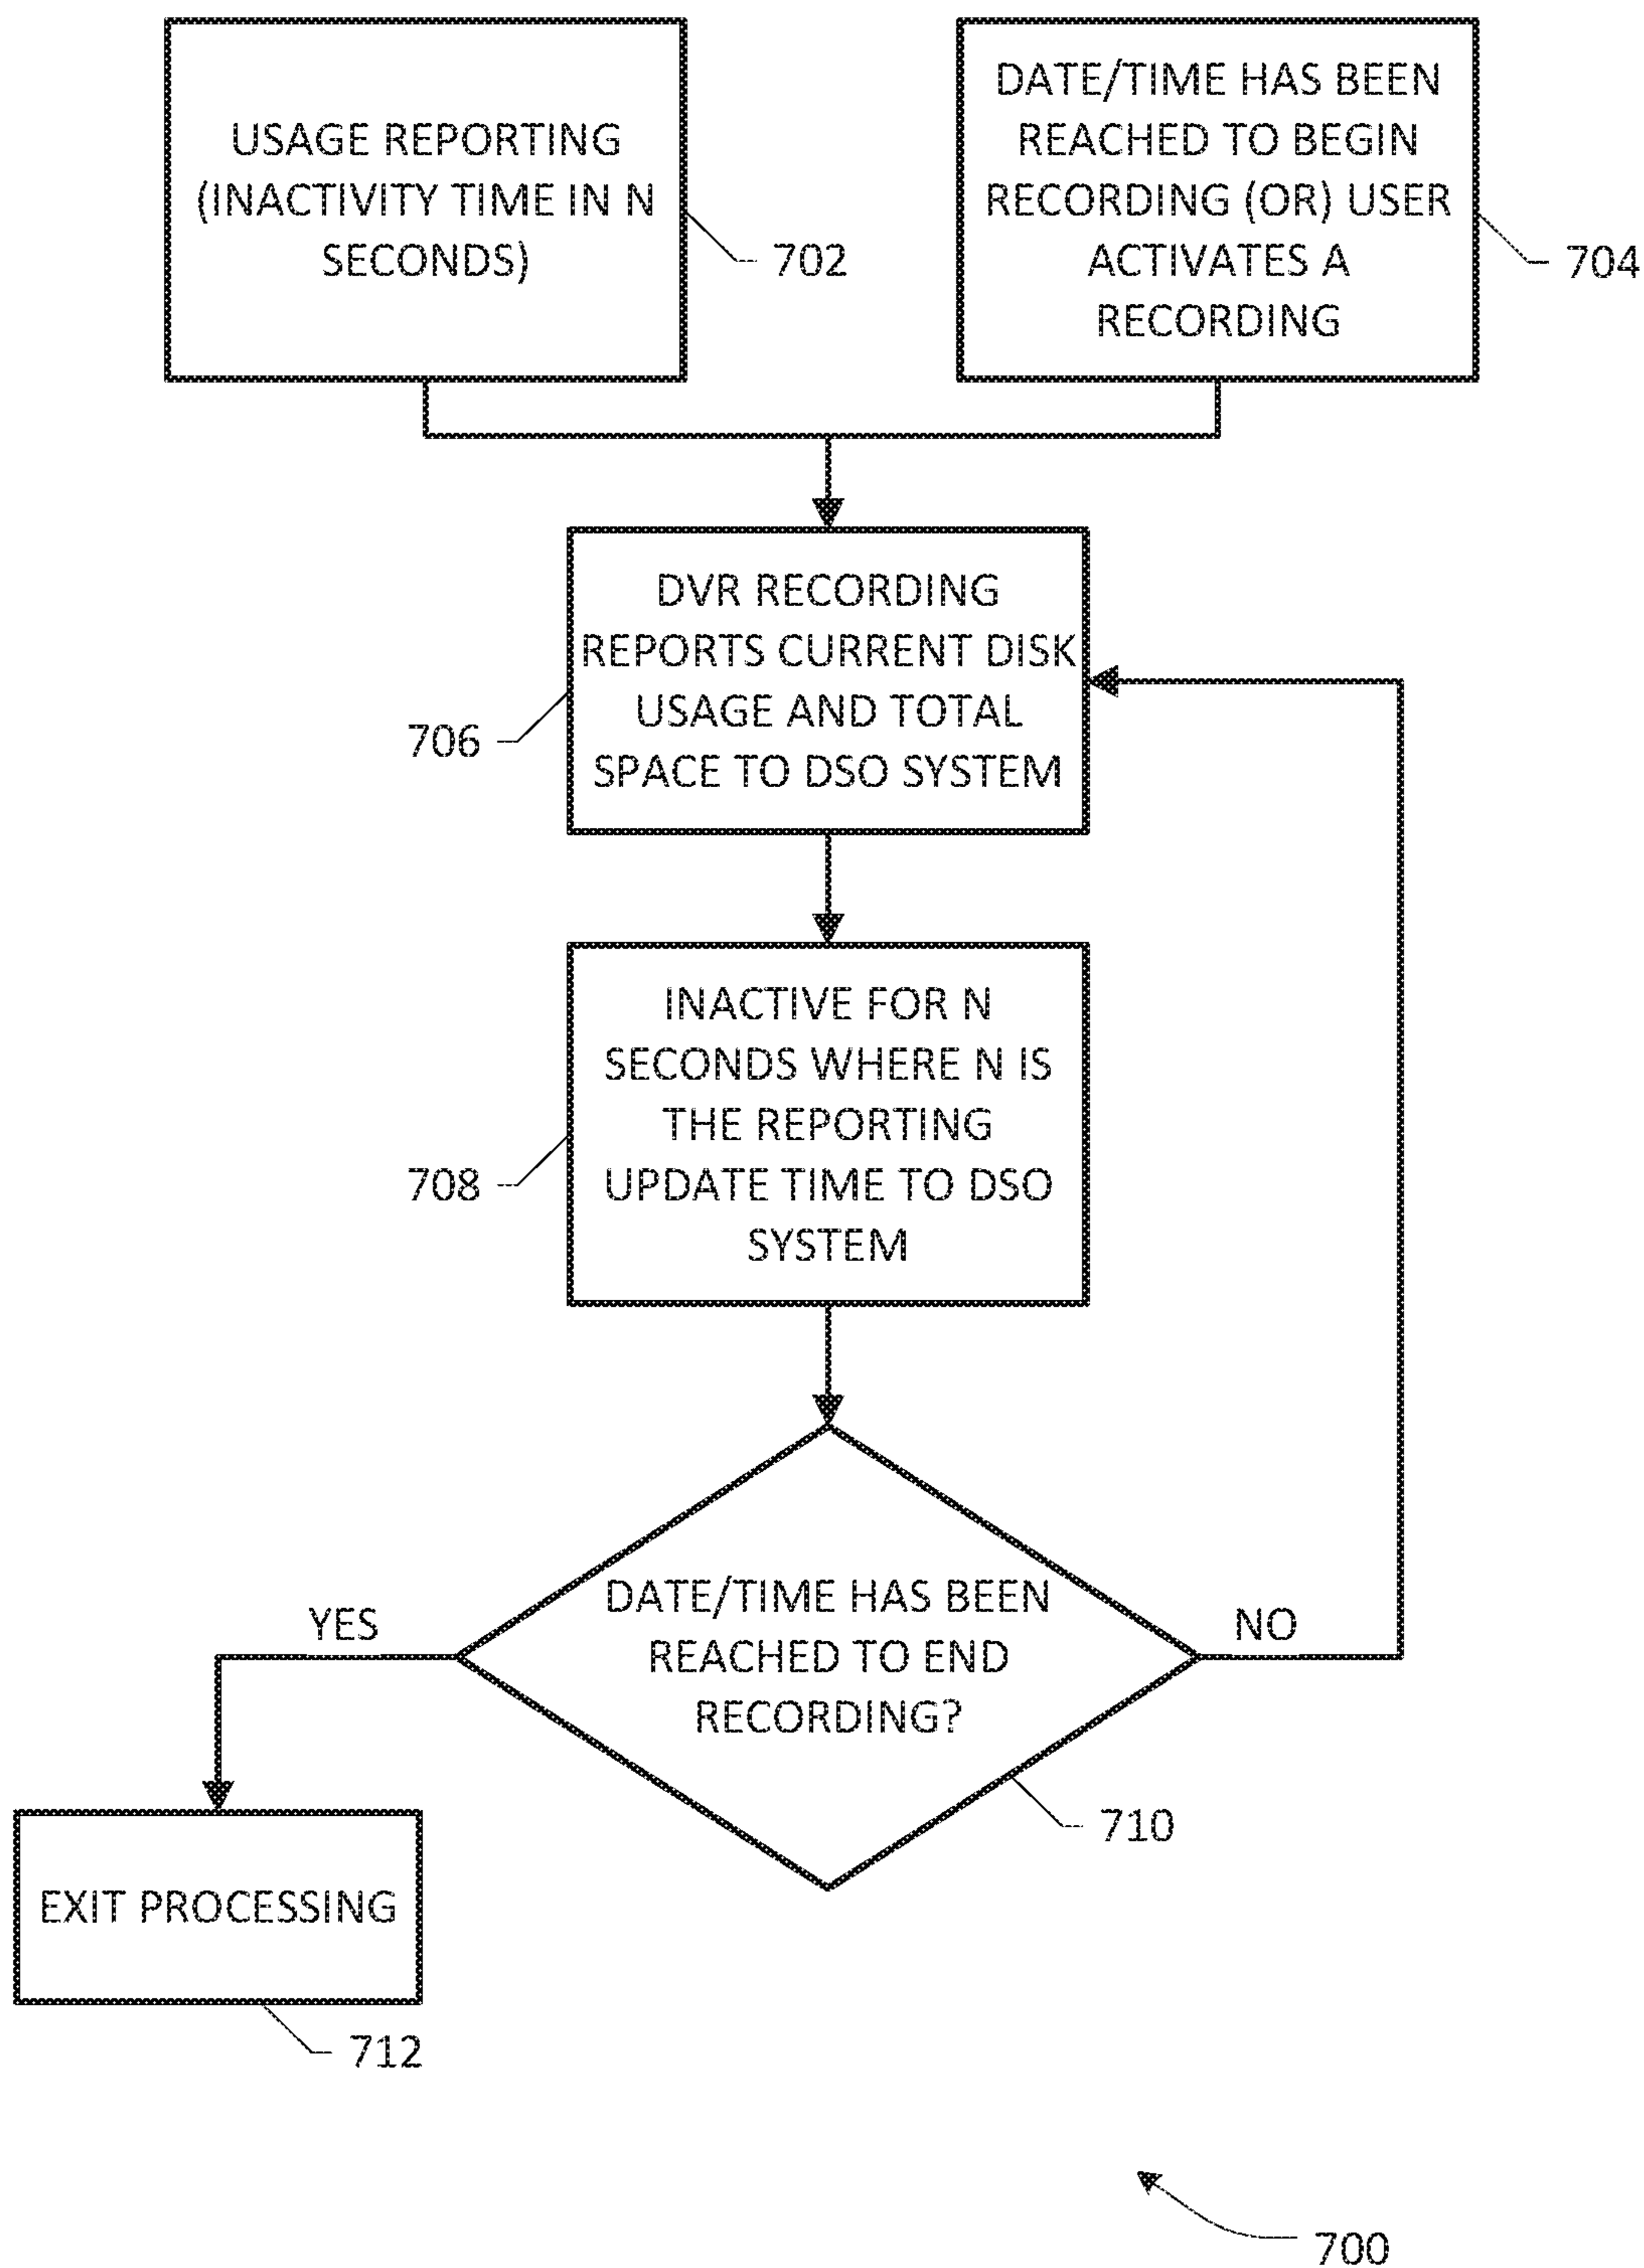 USAGE REPORTING
(INACTIVITY TIME IN N
SECONDS)
702
DATE/TIME HAS BEEN
REACHED TO BEGIN
RECORDING (OR) USER
ACTIVATES A
RECORDING
704
DVR RECORDING
REPORTS CURRENT DISK
USAGE AND TOTAL
SPACE TO DSO SYSTEM
706
INACTIVE FOR N
SECONDS WHERE N IS
THE REPORTING
UPDATE TIME TO DSO
SYSTEM
708
DATE/TIME HAS BEEN
REACHED TO END
RECORDING?
YES
NO
710
EXIT PROCESSING
712
700